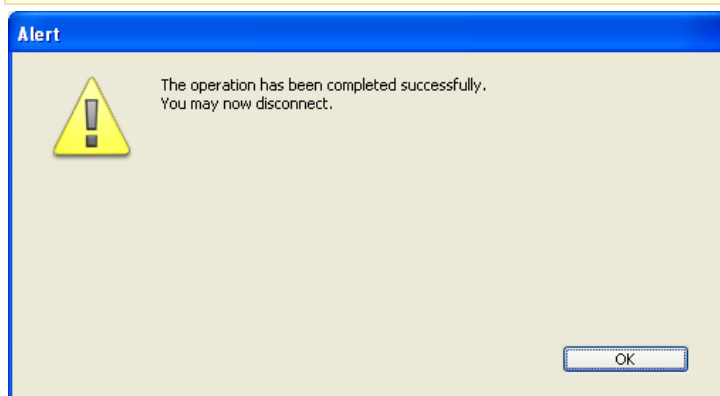 Alert
The operation has been completed successfully.
You may now disconnect.
OK